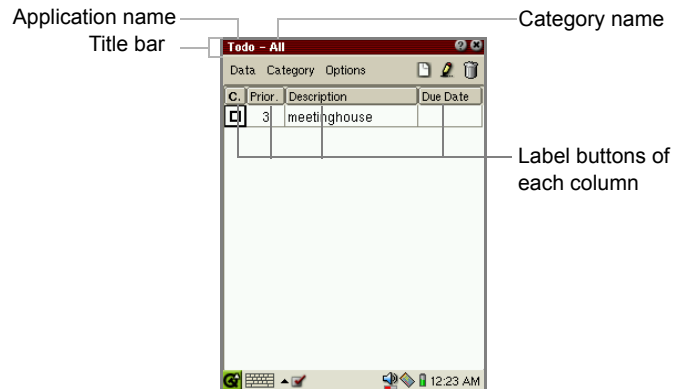 Application name
Category name
Title bar
Todo – All
Data Category Options
C. Prior. Description Due Date
3 meetinghouse
Label buttons of
each column
12:23 AM